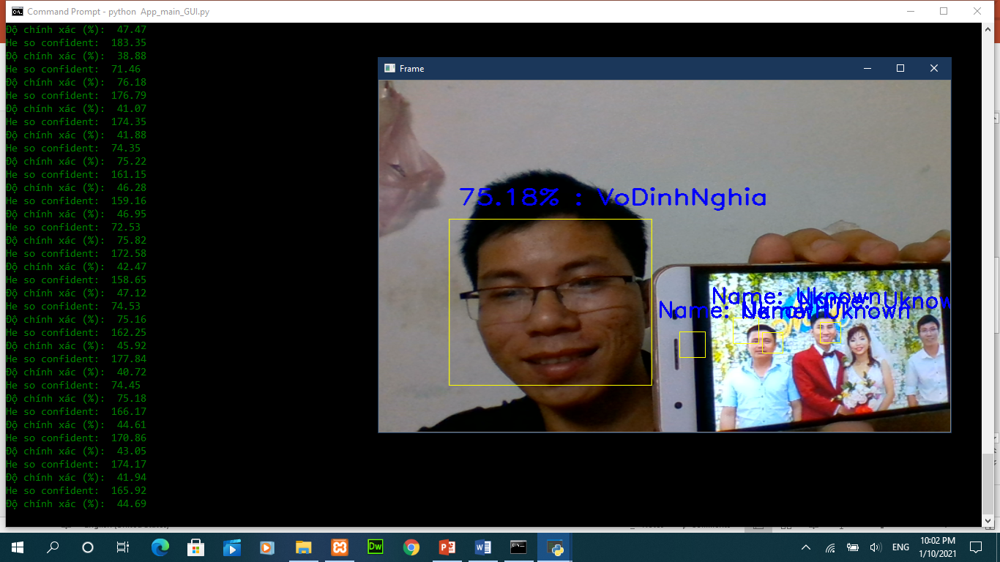 Command Prompt - python App_main_GUI.py
Độ chính xác (%):  47.47
He so confident:  183.35
Độ chính xác (%):  38.88
He so confident:  71.46
Độ chính xác (%):  76.18
He so confident:  176.79
Độ chính xác (%):  41.07
He so confident:  174.35
Độ chính xác (%):  41.88
He so confident:  74.35
Độ chính xác (%):  75.22
He so confident:  161.15
Độ chính xác (%):  46.28
He so confident:  159.16
Độ chính xác (%):  46.95
He so confident:  72.53
Độ chính xác (%):  75.82
He so confident:  172.58
Độ chính xác (%):  42.47
He so confident:  158.65
Độ chính xác (%):  47.12
He so confident:  74.53
Độ chính xác (%):  75.16
He so confident:  162.25
Độ chính xác (%):  45.92
He so confident:  177.84
Độ chính xác (%):  40.72
He so confident:  74.45
Độ chính xác (%):  75.18
He so confident:  166.17
Độ chính xác (%):  44.61
He so confident:  170.86
Độ chính xác (%):  43.05
He so confident:  174.17
Độ chính xác (%):  41.94
He so confident:  165.92
Độ chính xác (%):  44.69
Frame
75.18% : VoDinhNghia
Name: Uknown
Name: Uknow
Name: Uknown
Name: Uknown
Dw
ENG
10:02 PM
1/10/2021